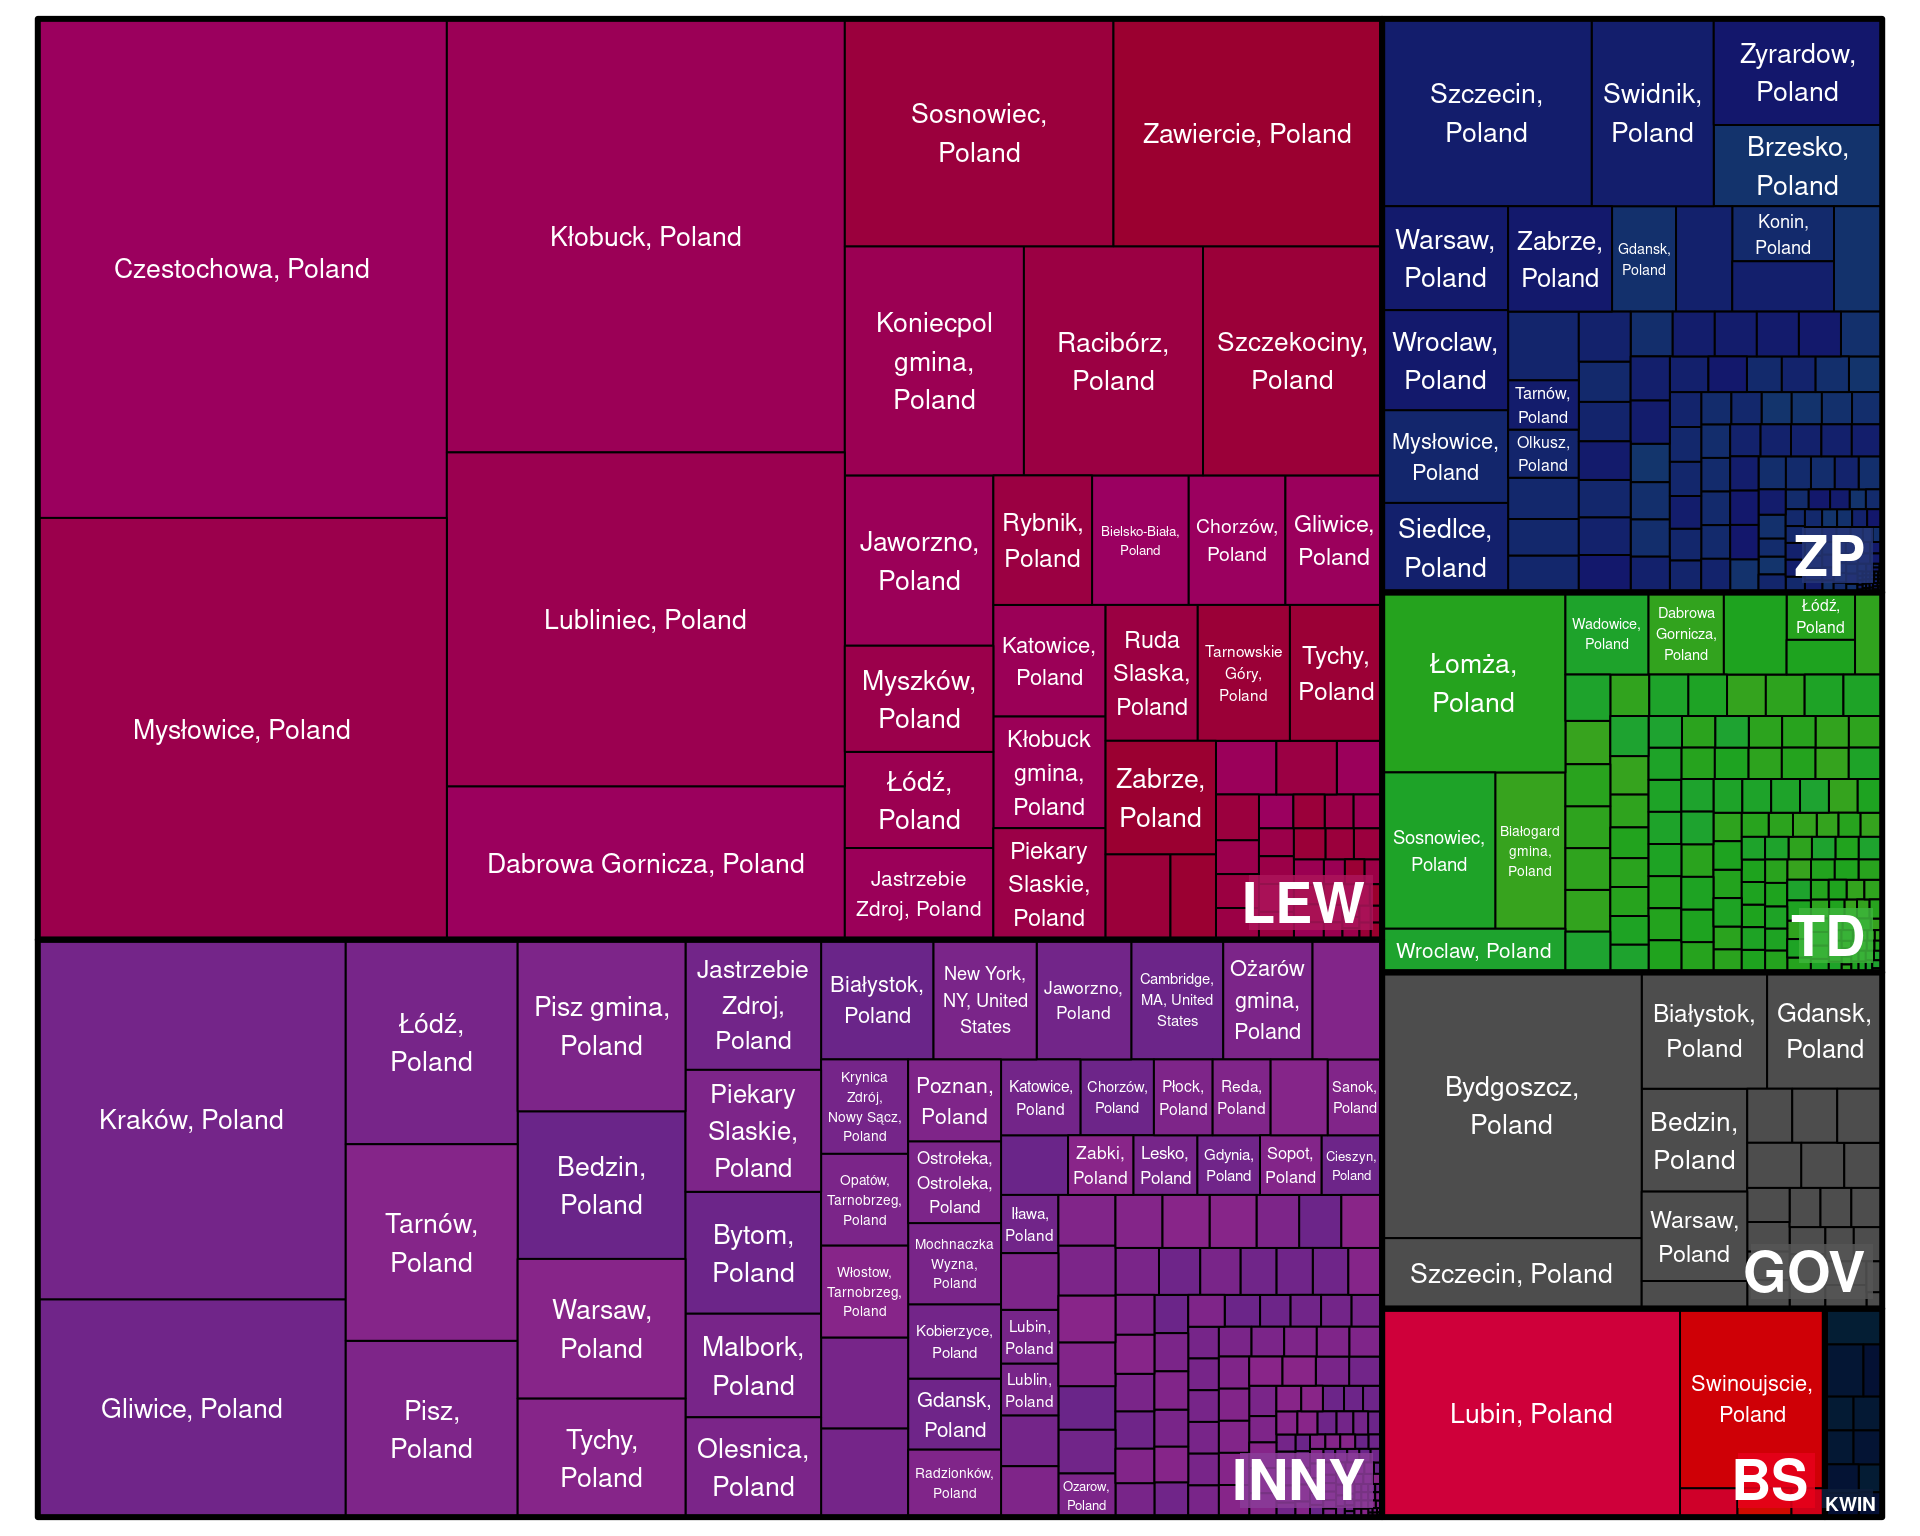 Czestochowa, Poland
Mysłowice, Poland
Kłobuck, Poland
Lubliniec, Poland
Dabrowa Gornicza, Poland
Sosnowiec,
Poland
Zawiercie, Poland
Koniecpol
gmina,
Poland
Racibórz,
Poland
Szczekociny,
Poland
Jaworzno,
Poland
Myszków,
Poland
Łódź,
Poland
Jastrzebie
Zdroj, Poland
Rybnik,
Poland
Bielsko-Biała,
Poland
Chorzów,
Poland
Gliwice,
Poland
Katowice,
Poland
Kłobuck
gmina,
Poland
Piekary
Slaskie,
Poland
Ruda
Slaska,
Poland
Tarnowskie
Góry,
Poland
Tychy,
Poland
Zabrze,
Poland
LEW
Szczecin,
Poland
Swidnik,
Poland
Zyrardow,
Poland
Brzesko,
Poland
Warsaw,
Poland
Zabrze,
Poland
Gdansk,
Poland
Konin,
Poland
Wroclaw,
Poland
Mysłowice,
Poland
Siedlce,
Poland
Tarnów,
Poland
Olkusz,
Poland
ZP
Łomża,
Poland
Wadowice,
Poland
Dabrowa
Gornicza,
Poland
Łódź,
Poland
Sosnowiec,
Poland
Białogard
gmina,
Poland
Wroclaw, Poland
TD
Bydgoszcz,
Poland
Szczecin, Poland
Białystok,
Poland
Gdansk,
Poland
Bedzin,
Poland
Warsaw,
Poland
GOV
Lubin, Poland
Swinoujscie,
Poland
BS
KWIN
Kraków, Poland
Gliwice, Poland
Łódź,
Poland
Tarnów,
Poland
Pisz,
Poland
Pisz gmina,
Poland
Bedzin,
Poland
Warsaw,
Poland
Tychy,
Poland
Jastrzebie
Zdroj,
Poland
Piekary
Slaskie,
Poland
Bytom,
Poland
Malbork,
Poland
Olesnica,
Poland
Białystok,
Poland
New York,
NY, United
States
Jaworzno,
Poland
Cambridge,
MA, United
States
Ożarów
gmina,
Poland
Krynica
Zdrój,
Nowy Sącz,
Poland
Opatów,
Tarnobrzeg,
Poland
Włostow,
Tarnobrzeg,
Poland
Poznan,
Poland
Ostrołeka,
Ostroleka,
Poland
Mochnaczka
Wyzna,
Poland
Kobierzyce,
Poland
Gdansk,
Poland
Radzionków,
Poland
Katowice,
Poland
Chorzów,
Poland
Płock,
Poland
Reda,
Poland
Sanok,
Poland
Zabki,
Poland
Lesko,
Poland
Gdynia,
Poland
Sopot,
Poland
Cieszyn,
Poland
Iława,
Poland
Lubin,
Poland
Lublin,
Poland
Ozarow,
Poland
INNY